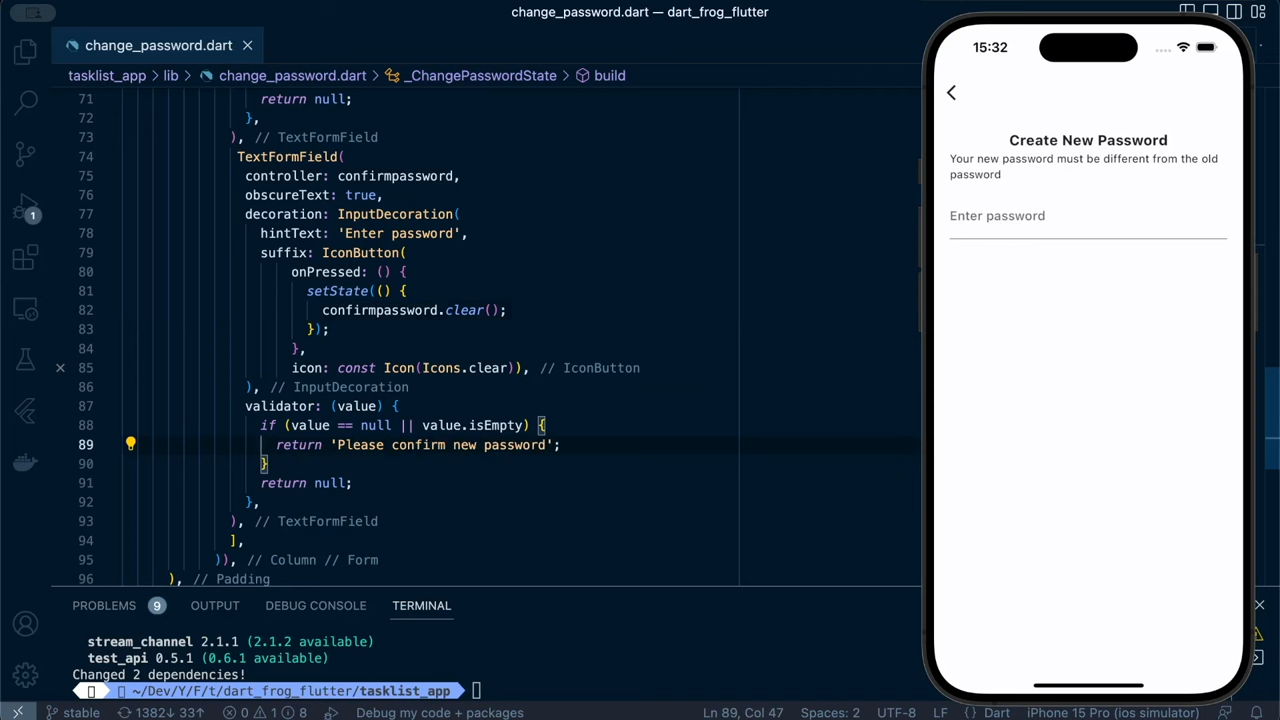 change_password.dart — dart_frog_flutter
change_password.dart
tasklist_app > lib > change_password.dart > _ChangePasswordState > build
71 return null;
72 },
73 ), // TextFormField
74 TextFormField(
75 controller: confirmpassword,
76 obscureText: true,
77 decoration: InputDecoration(
78 hintText: 'Enter password',
79 suffix: IconButton(
80 onPressed: () {
81 setState(() {
82 confirmpassword.clear();
83 });
84 },
85 icon: const Icon(Icons.clear)), // IconButton
86 ), // InputDecoration
87 validator: (value) {
88 if (value == null || value.isEmpty) {
89 return 'Please confirm new password';
90 }
91 return null;
92 },
93 ), // TextFormField
94 ],
95 )), // Column // Form
96 ), // Padding
1
PROBLEMS 9 OUTPUT DEBUG CONSOLE TERMINAL
stream_channel 2.1.1 (2.1.2 available)
test_api 0.5.1 (0.6.1 available)
Changed 2 dependencies!
~/Dev/Y/F/t/dart_frog_flutter/tasklist_app
stable 1382↓ 33↑ 0 1 8 Debug my code + packages Ln 89, Col 47 Spaces: 2 UTF-8 LF {} Dart iPhone 15 Pro (ios simulator)
15:32
Create New Password
Your new password must be different from the old
password
Enter password